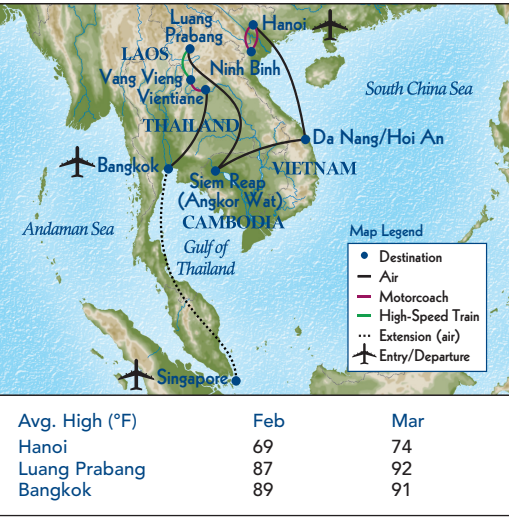 Luang
Prabang
Hanoi
LAOS
Vang Vieng
Ninh Binh
Vientiane
South China Sea
THAILAND
Da Nang/Hoi An
Bangkok
VIETNAM
Siem Reap
(Angkor Wat)
CAMBODIA
Andaman Sea
Gulf of
Thailand
Map Legend
Destination
Air
Motorcoach
High-Speed Train
Extension (air)
Entry/Departure
Singapore
Avg. High (°F) Feb Mar
Hanoi 69 74
Luang Prabang 87 92
Bangkok 89 91